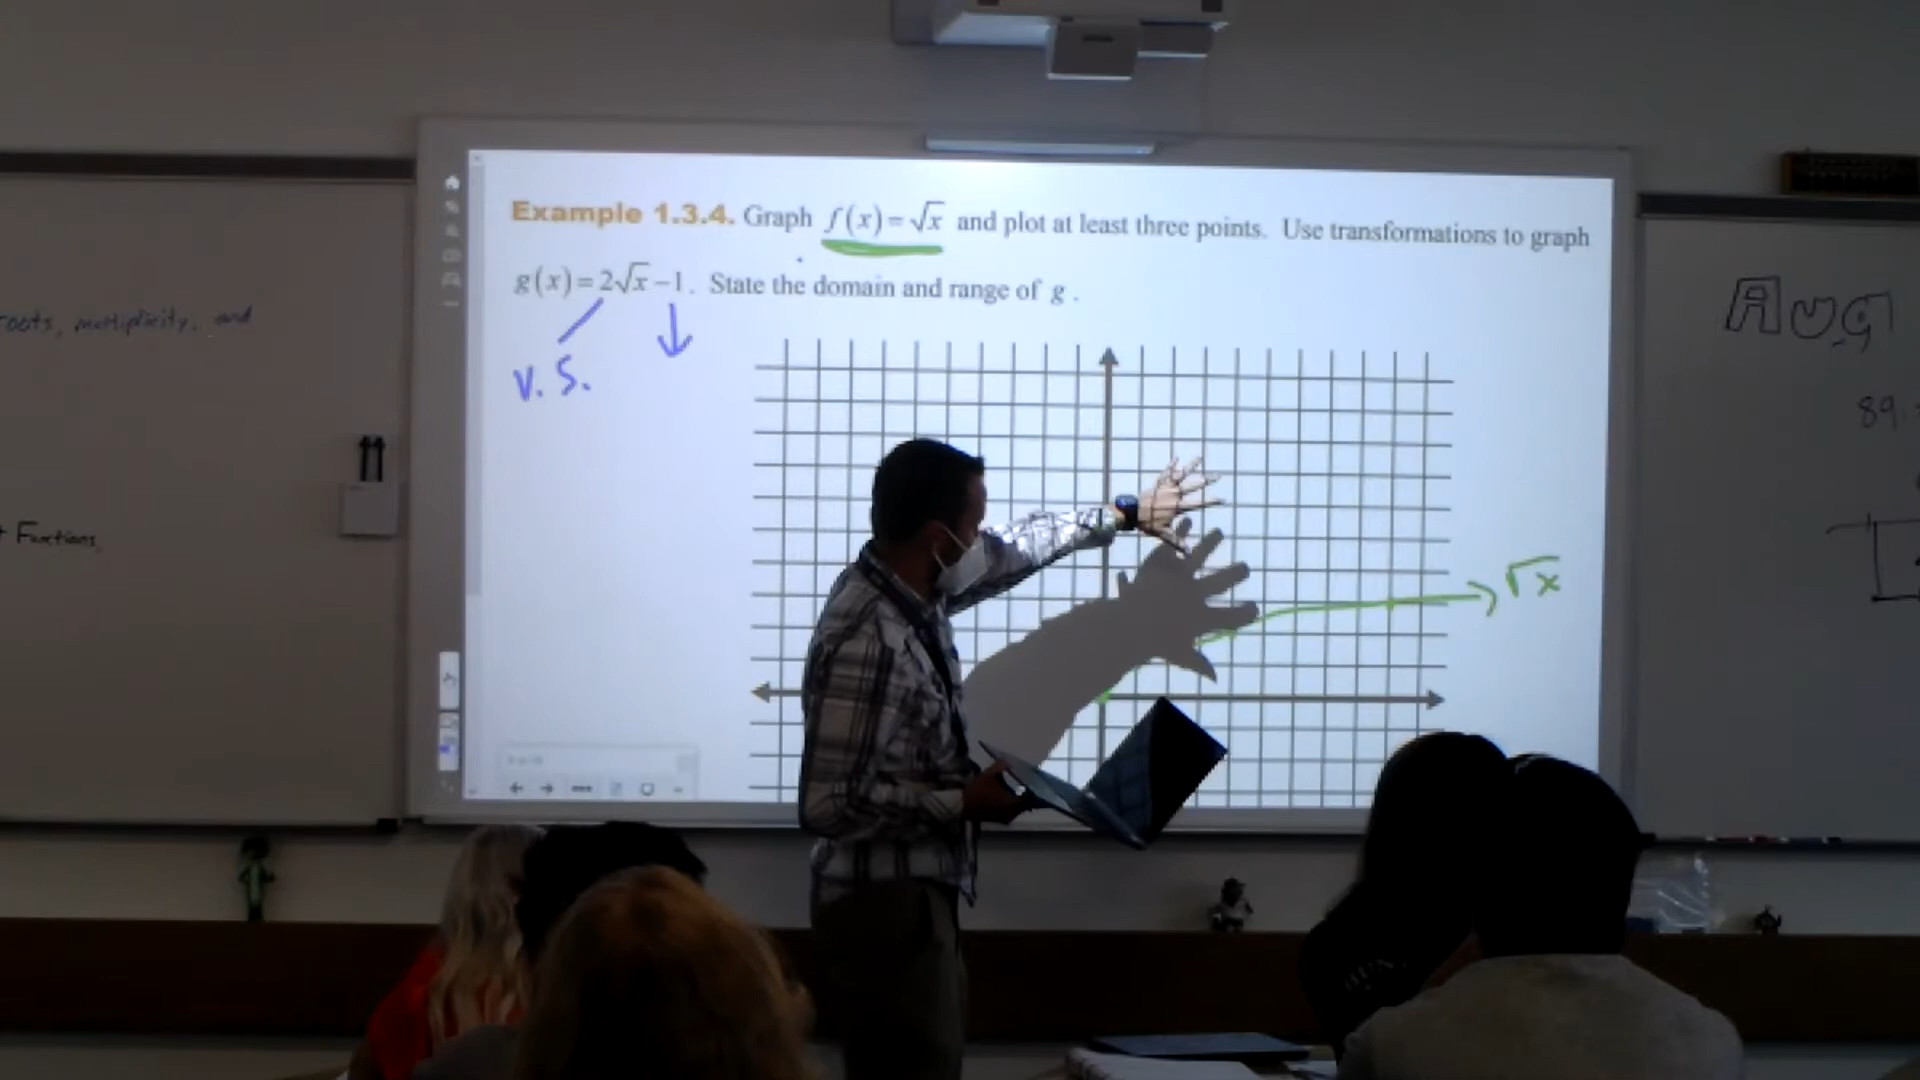 Example 1.3.4. Graph f(x)=√x and plot at least three points. Use transformations to graph
g(x)=2√x−1. State the domain and range of g.
V. S.
√x
roots, multiplicity, and
Functions
Aug
89